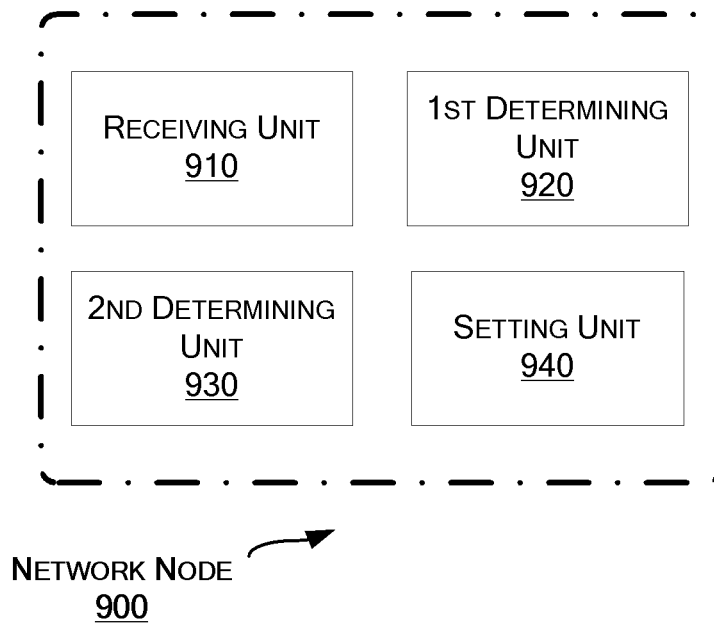 RECEIVING UNIT
910
1ST DETERMINING
UNIT
920
2ND DETERMINING
UNIT
930
SETTING UNIT
940
NETWORK NODE
900